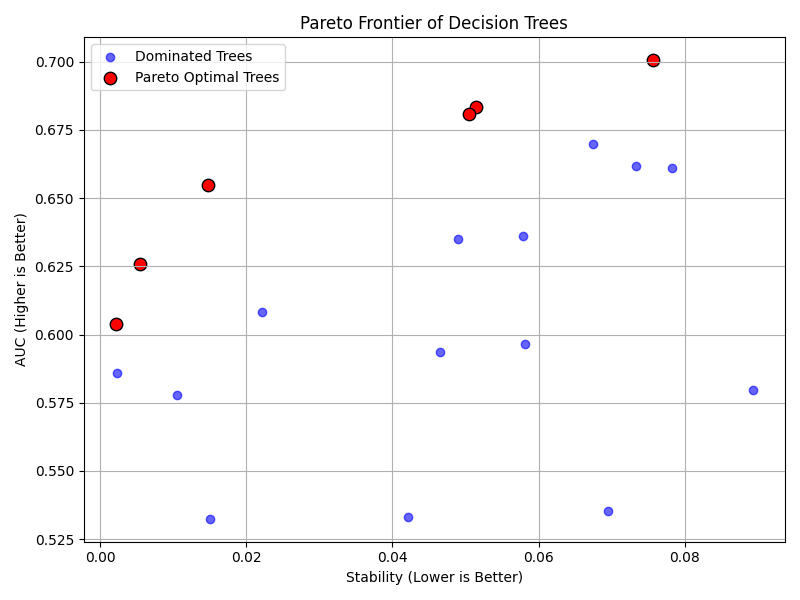 Pareto Frontier of Decision Trees
Dominated Trees
Pareto Optimal Trees
AUC (Higher is Better)
0.700
0.675
0.650
0.625
0.600
0.575
0.550
0.525
0.00 0.02 0.04 0.06 0.08
Stability (Lower is Better)